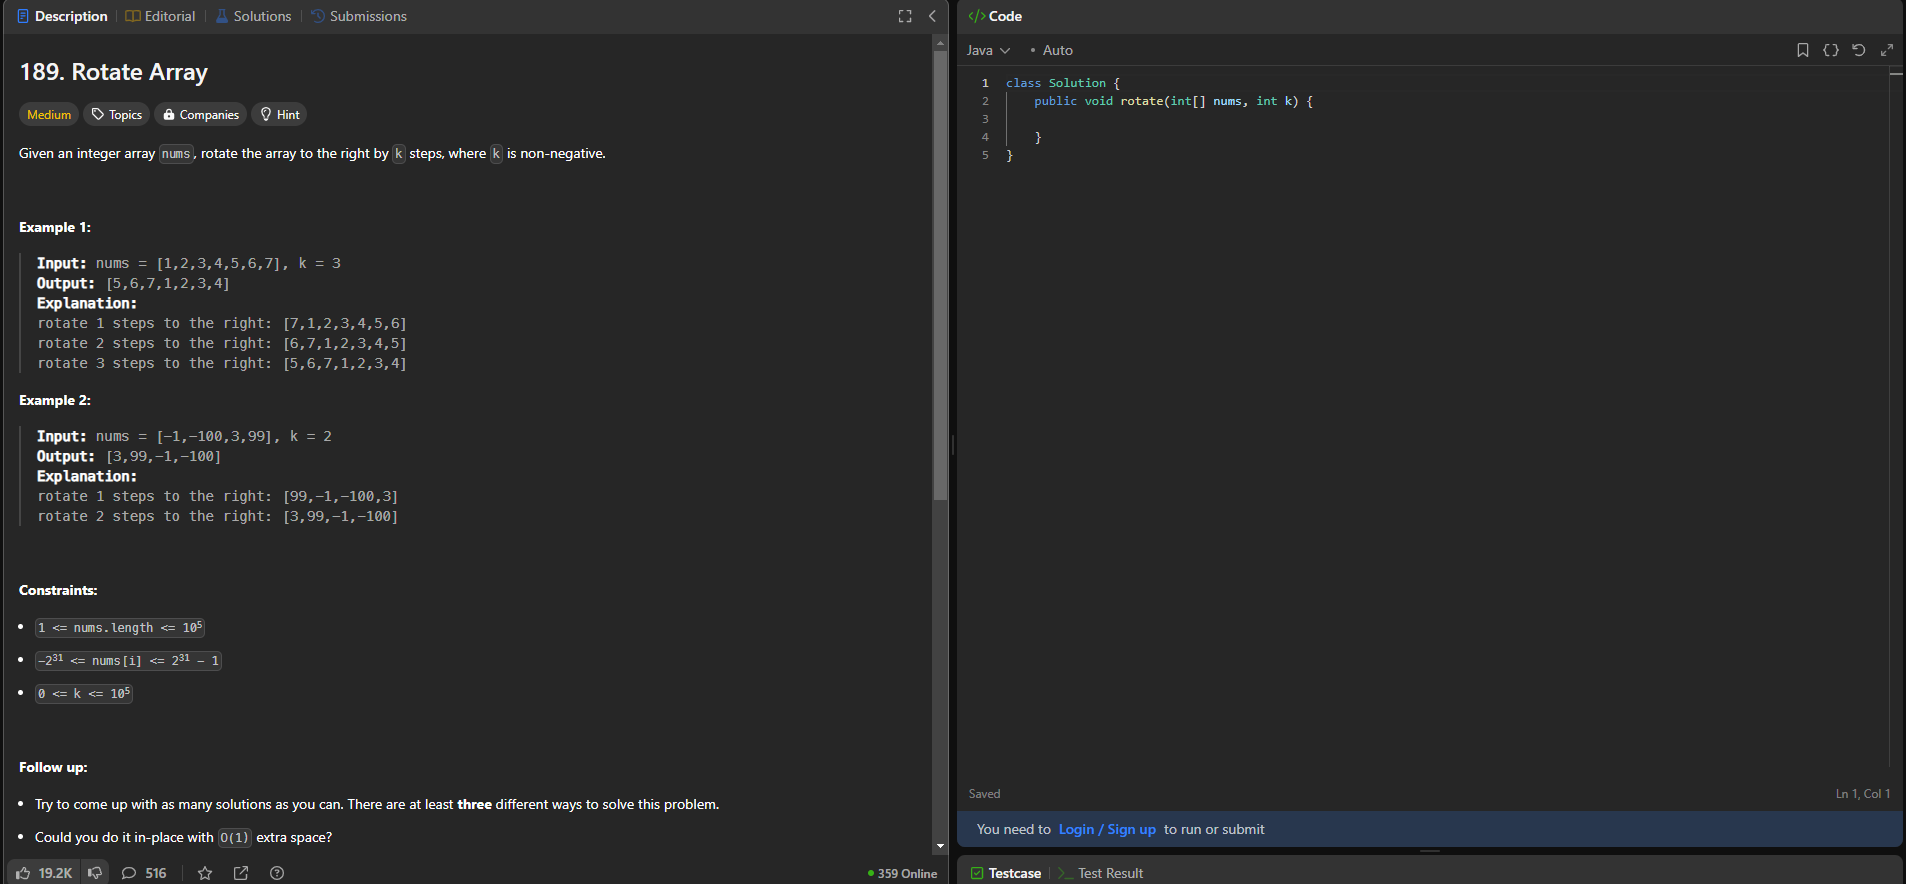 Description
Editorial
Solutions
Submissions
189. Rotate Array
Medium
Topics
Companies
Hint
Given an integer array nums, rotate the array to the right by k steps, where k is non-negative.
Example 1:
Input: nums = [1,2,3,4,5,6,7], k = 3
Output: [5,6,7,1,2,3,4]
Explanation:
rotate 1 steps to the right: [7,1,2,3,4,5,6]
rotate 2 steps to the right: [6,7,1,2,3,4,5]
rotate 3 steps to the right: [5,6,7,1,2,3,4]
Example 2:
Input: nums = [-1,-100,3,99], k = 2
Output: [3,99,-1,-100]
Explanation:
rotate 1 steps to the right: [99,-1,-100,3]
rotate 2 steps to the right: [3,99,-1,-100]
Constraints:
• 1 <= nums.length <= 10⁵
• -2³¹ <= nums[i] <= 2³¹ - 1
• 0 <= k <= 10⁵
Follow up:
• Try to come up with as many solutions as you can. There are at least three different ways to solve this problem.
• Could you do it in-place with O(1) extra space?
19.2K
516
359 Online
</> Code
Java
• Auto
1 class Solution {
2     public void rotate(int[] nums, int k) {
3
4     }
5 }
Saved
Ln 1, Col 1
You need to Login / Sign up to run or submit
Testcase
>_ Test Result